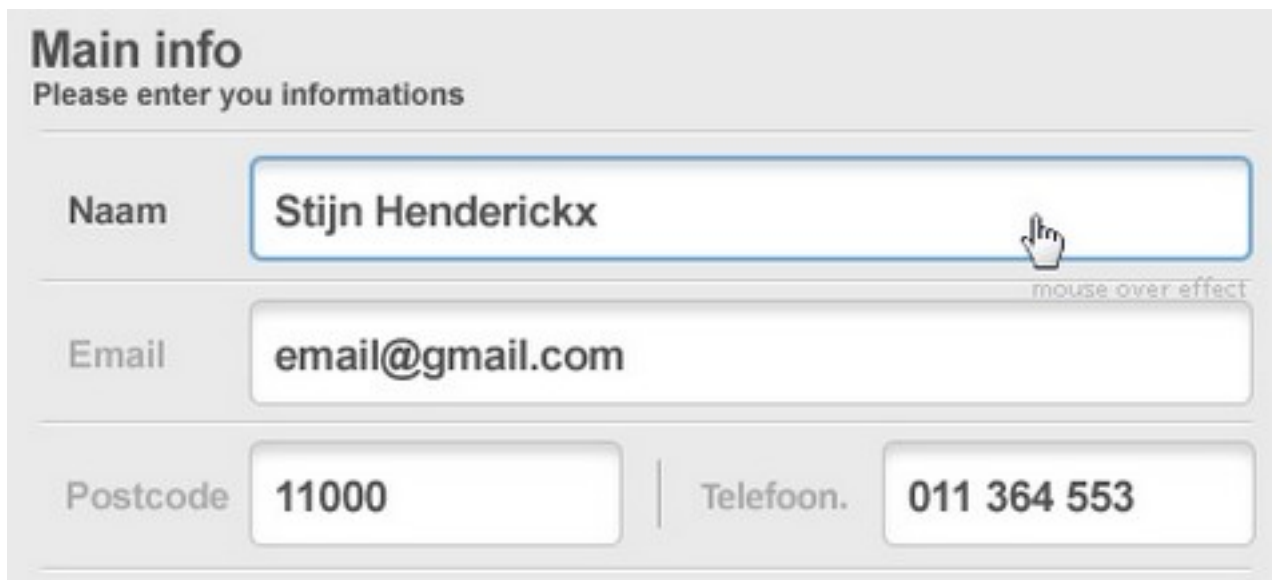 Main info
Please enter you informations
Naam Stijn Henderickx
mouse over effect
Email email@gmail.com
Postcode 11000 Telefoon. 011 364 553